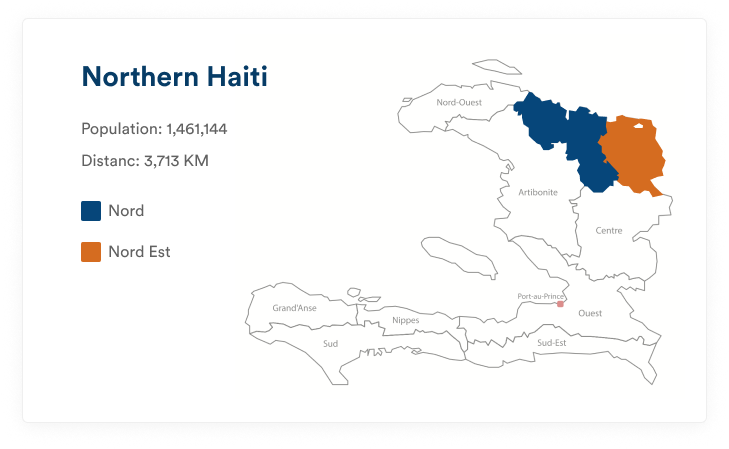 Northern Haiti
Population: 1,461,144
Distanc: 3,713 KM
Nord
Nord Est
Nord-Ouest
Artibonite
Centre
Port-au-Prince
Ouest
Grand'Anse
Nippes
Sud
Sud-Est